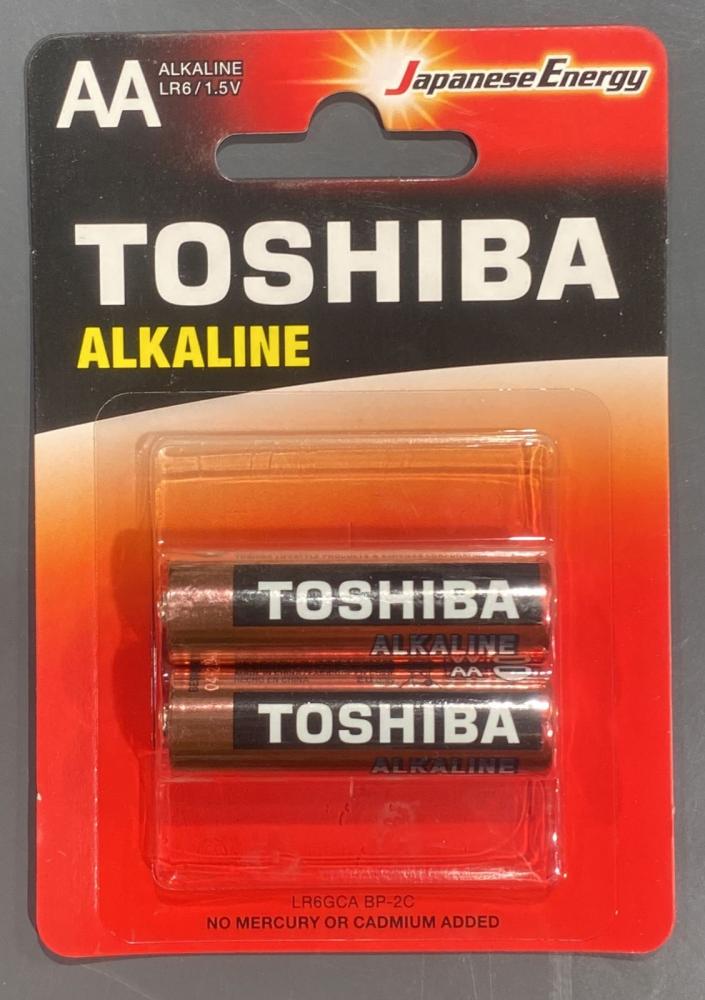 AA
ALKALINE
LR6/1.5V
Japanese Energy
TOSHIBA
ALKALINE
TOSHIBA
ALKALINE
AA
TOSHIBA
ALKALINE
LR6GCA BP-2C
NO MERCURY OR CADMIUM ADDED